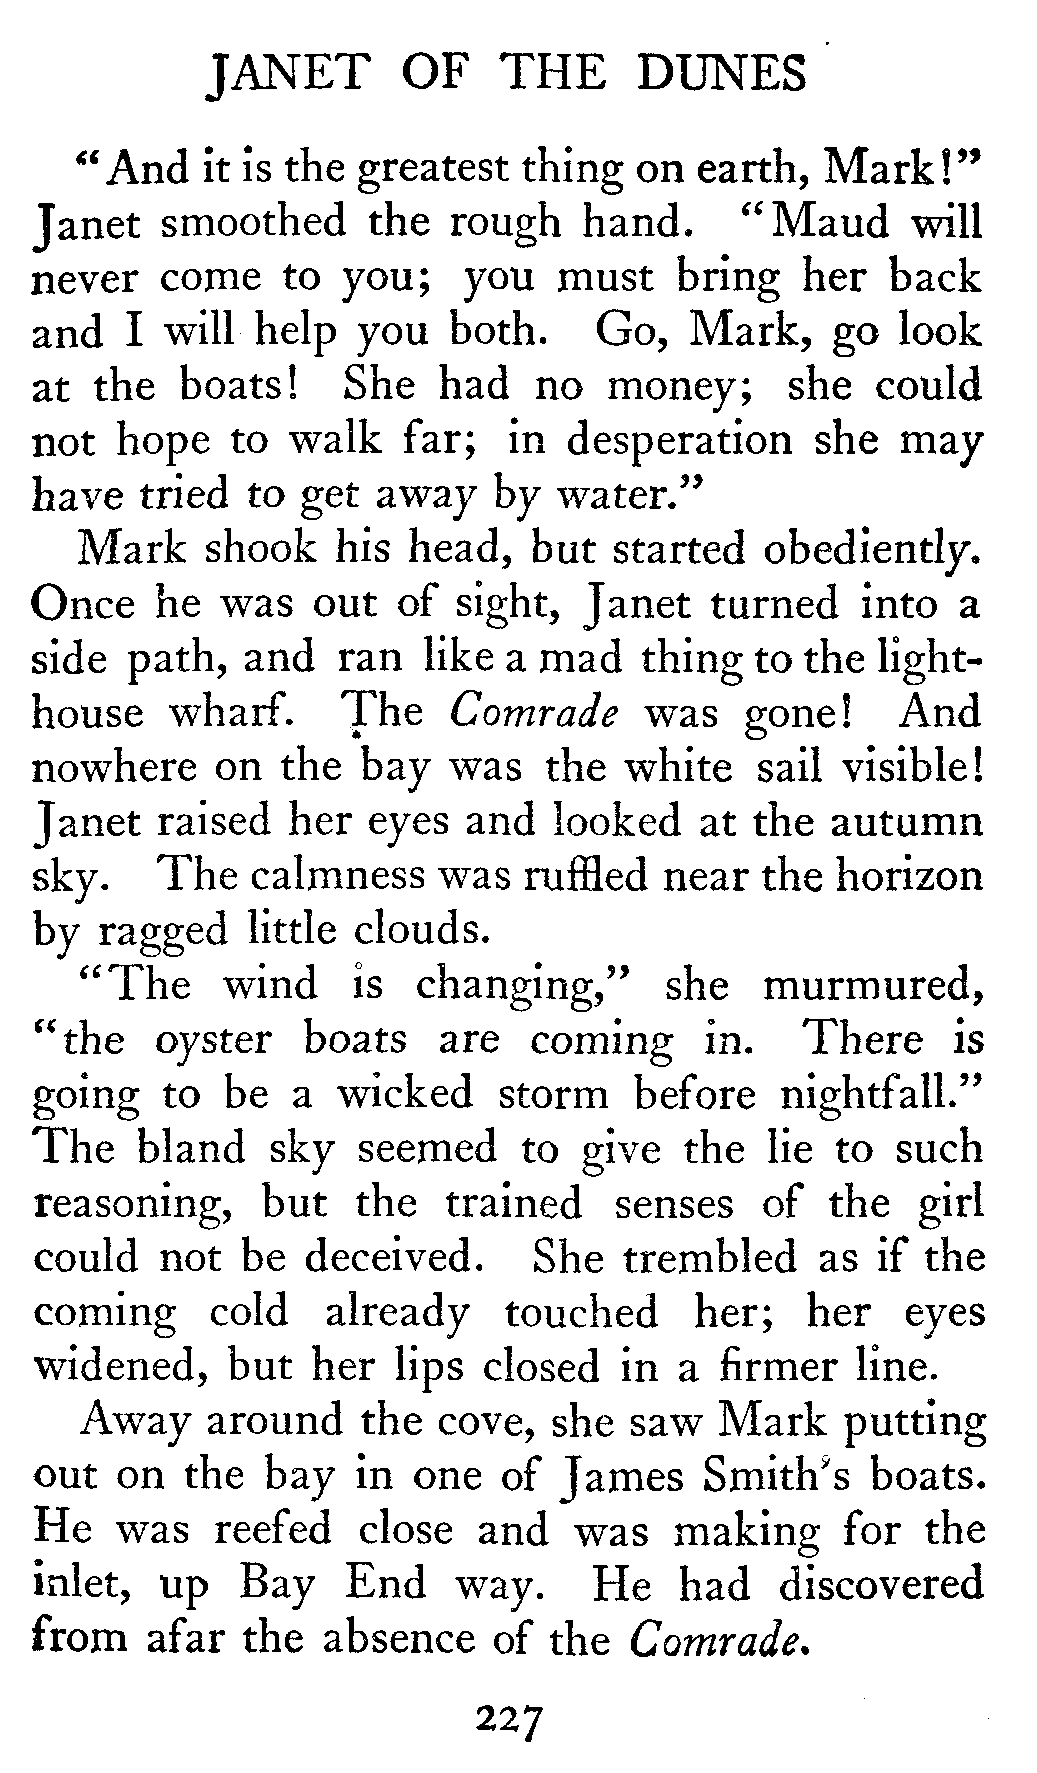 JANET OF THE DUNES
"And it is the greatest thing on earth, Mark!"
Janet smoothed the rough hand. "Maud will
never come to you; you must bring her back
and I will help you both. Go, Mark, go look
at the boats! She had no money; she could
not hope to walk far; in desperation she may
have tried to get away by water."
Mark shook his head, but started obediently.
Once he was out of sight, Janet turned into a
side path, and ran like a mad thing to the light-
house wharf. The Comrade was gone! And
nowhere on the bay was the white sail visible!
Janet raised her eyes and looked at the autumn
sky. The calmness was ruffled near the horizon
by ragged little clouds.
"The wind is changing," she murmured,
"the oyster boats are coming in. There is
going to be a wicked storm before nightfall."
The bland sky seemed to give the lie to such
reasoning, but the trained senses of the girl
could not be deceived. She trembled as if the
coming cold already touched her; her eyes
widened, but her lips closed in a firmer line.
Away around the cove, she saw Mark putting
out on the bay in one of James Smith's boats.
He was reefed close and was making for the
inlet, up Bay End way. He had discovered
from afar the absence of the Comrade.
227